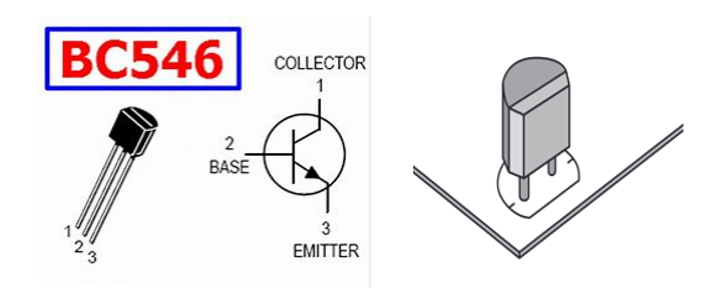 BC546
COLLECTOR
1
2
BASE
3
EMITTER
1
2
3